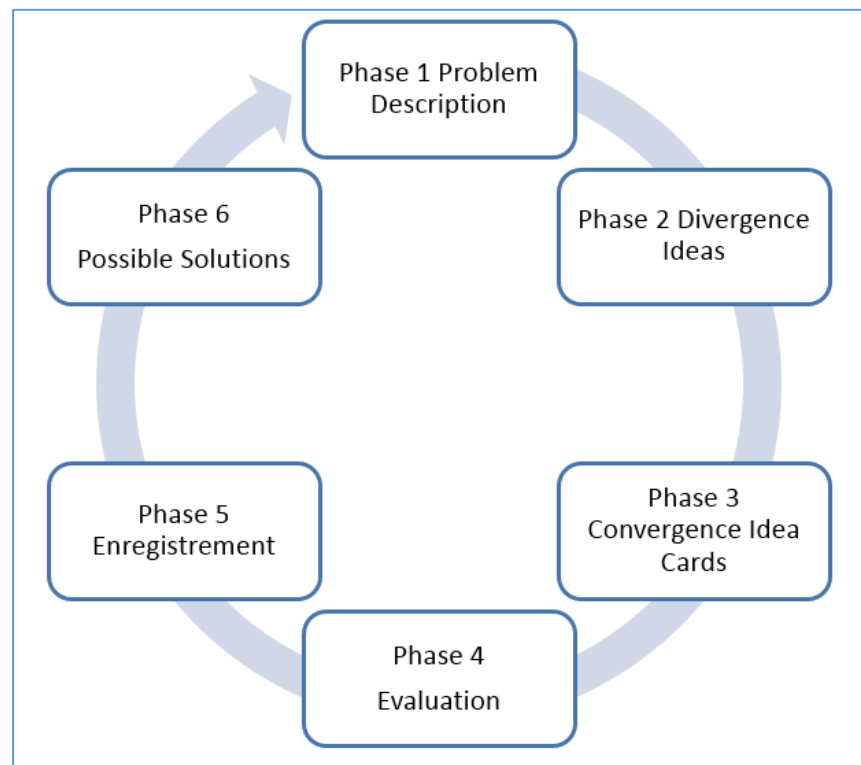 Phase 1 Problem
Description
Phase 2 Divergence
Ideas
Phase 3
Convergence Idea
Cards
Phase 4
Evaluation
Phase 5
Enregistrement
Phase 6
Possible Solutions